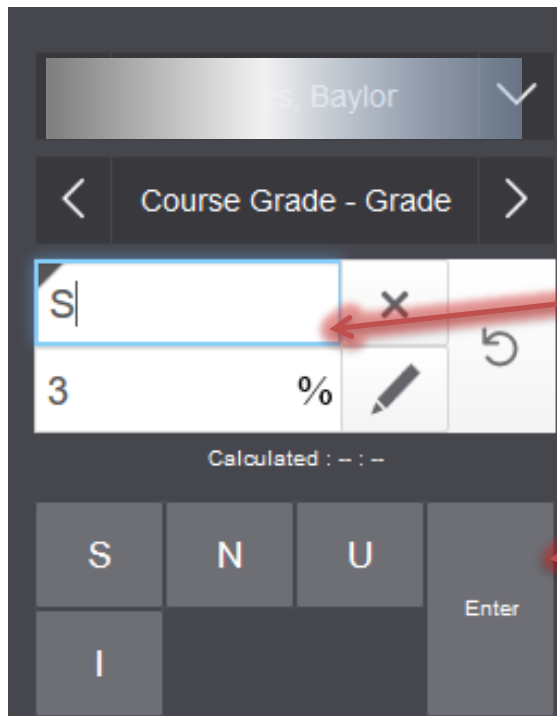 , Baylor
Course Grade - Grade
S
3 %
Calculated : -- : --
S N U
Enter
I